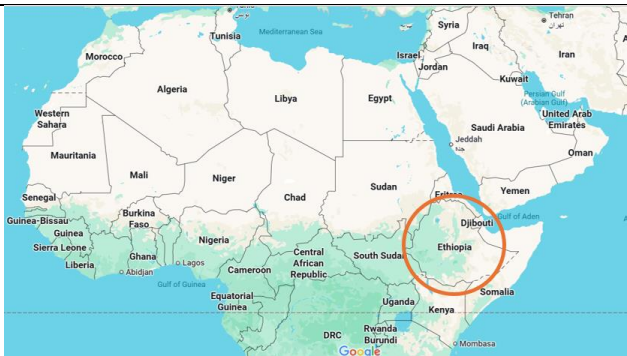 Tunisia
تونس
Mediterranean Sea
Syria
Tehran
تهران
Morocco
Israel
Iraq
Iran
Jordan
Kuwait
Algeria
Libya
Egypt
Persian Gulf
(Arabian Gulf)
Western
Sahara
United Arab
Emirates
Jeddah
جدة
Saudi Arabia
Oman
Mauritania
Mali
Niger
Chad
Sudan
Eritrea
Yemen
Senegal
Gulf of Aden
Guinea-Bissau
Burkina
Faso
Djibouti
Guinea
Nigeria
Ethiopia
Sierra Leone
Ghana
Lagos
Central
African
Republic
South Sudan
Liberia
Abidjan
Cameroon
Gulf of Guinea
Equatorial
Guinea
Somalia
Uganda
Kenya
DRC
Rwanda
Burundi
Mombasa
Google